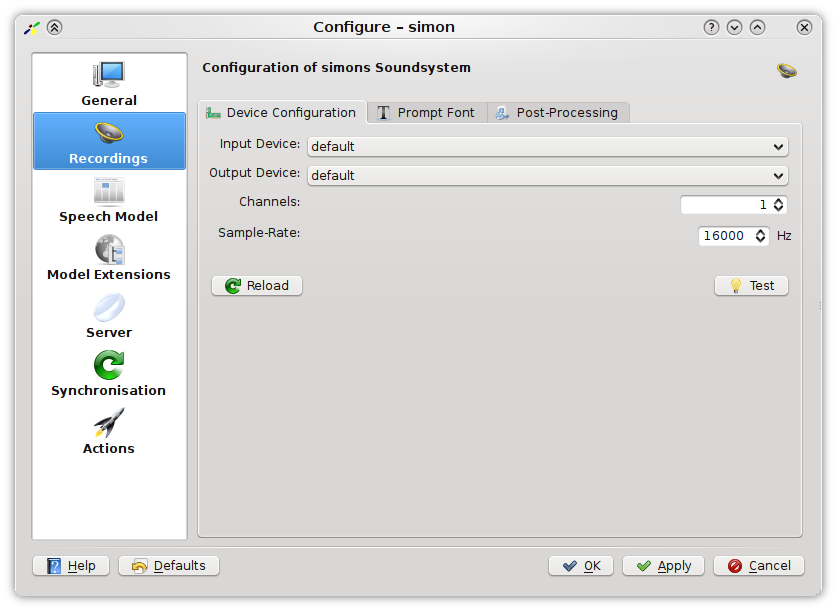 Configure – simon
General
Recordings
Speech Model
Model Extensions
Server
Synchronisation
Actions
Configuration of simons Soundsystem
Device Configuration
Prompt Font
Post-Processing
Input Device: default
Output Device: default
Channels: 1
Sample-Rate: 16000 Hz
Reload
Test
Help
Defaults
OK
Apply
Cancel